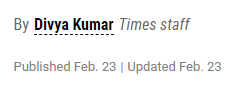 By Divya Kumar Times staff
Published Feb. 23 | Updated Feb. 23